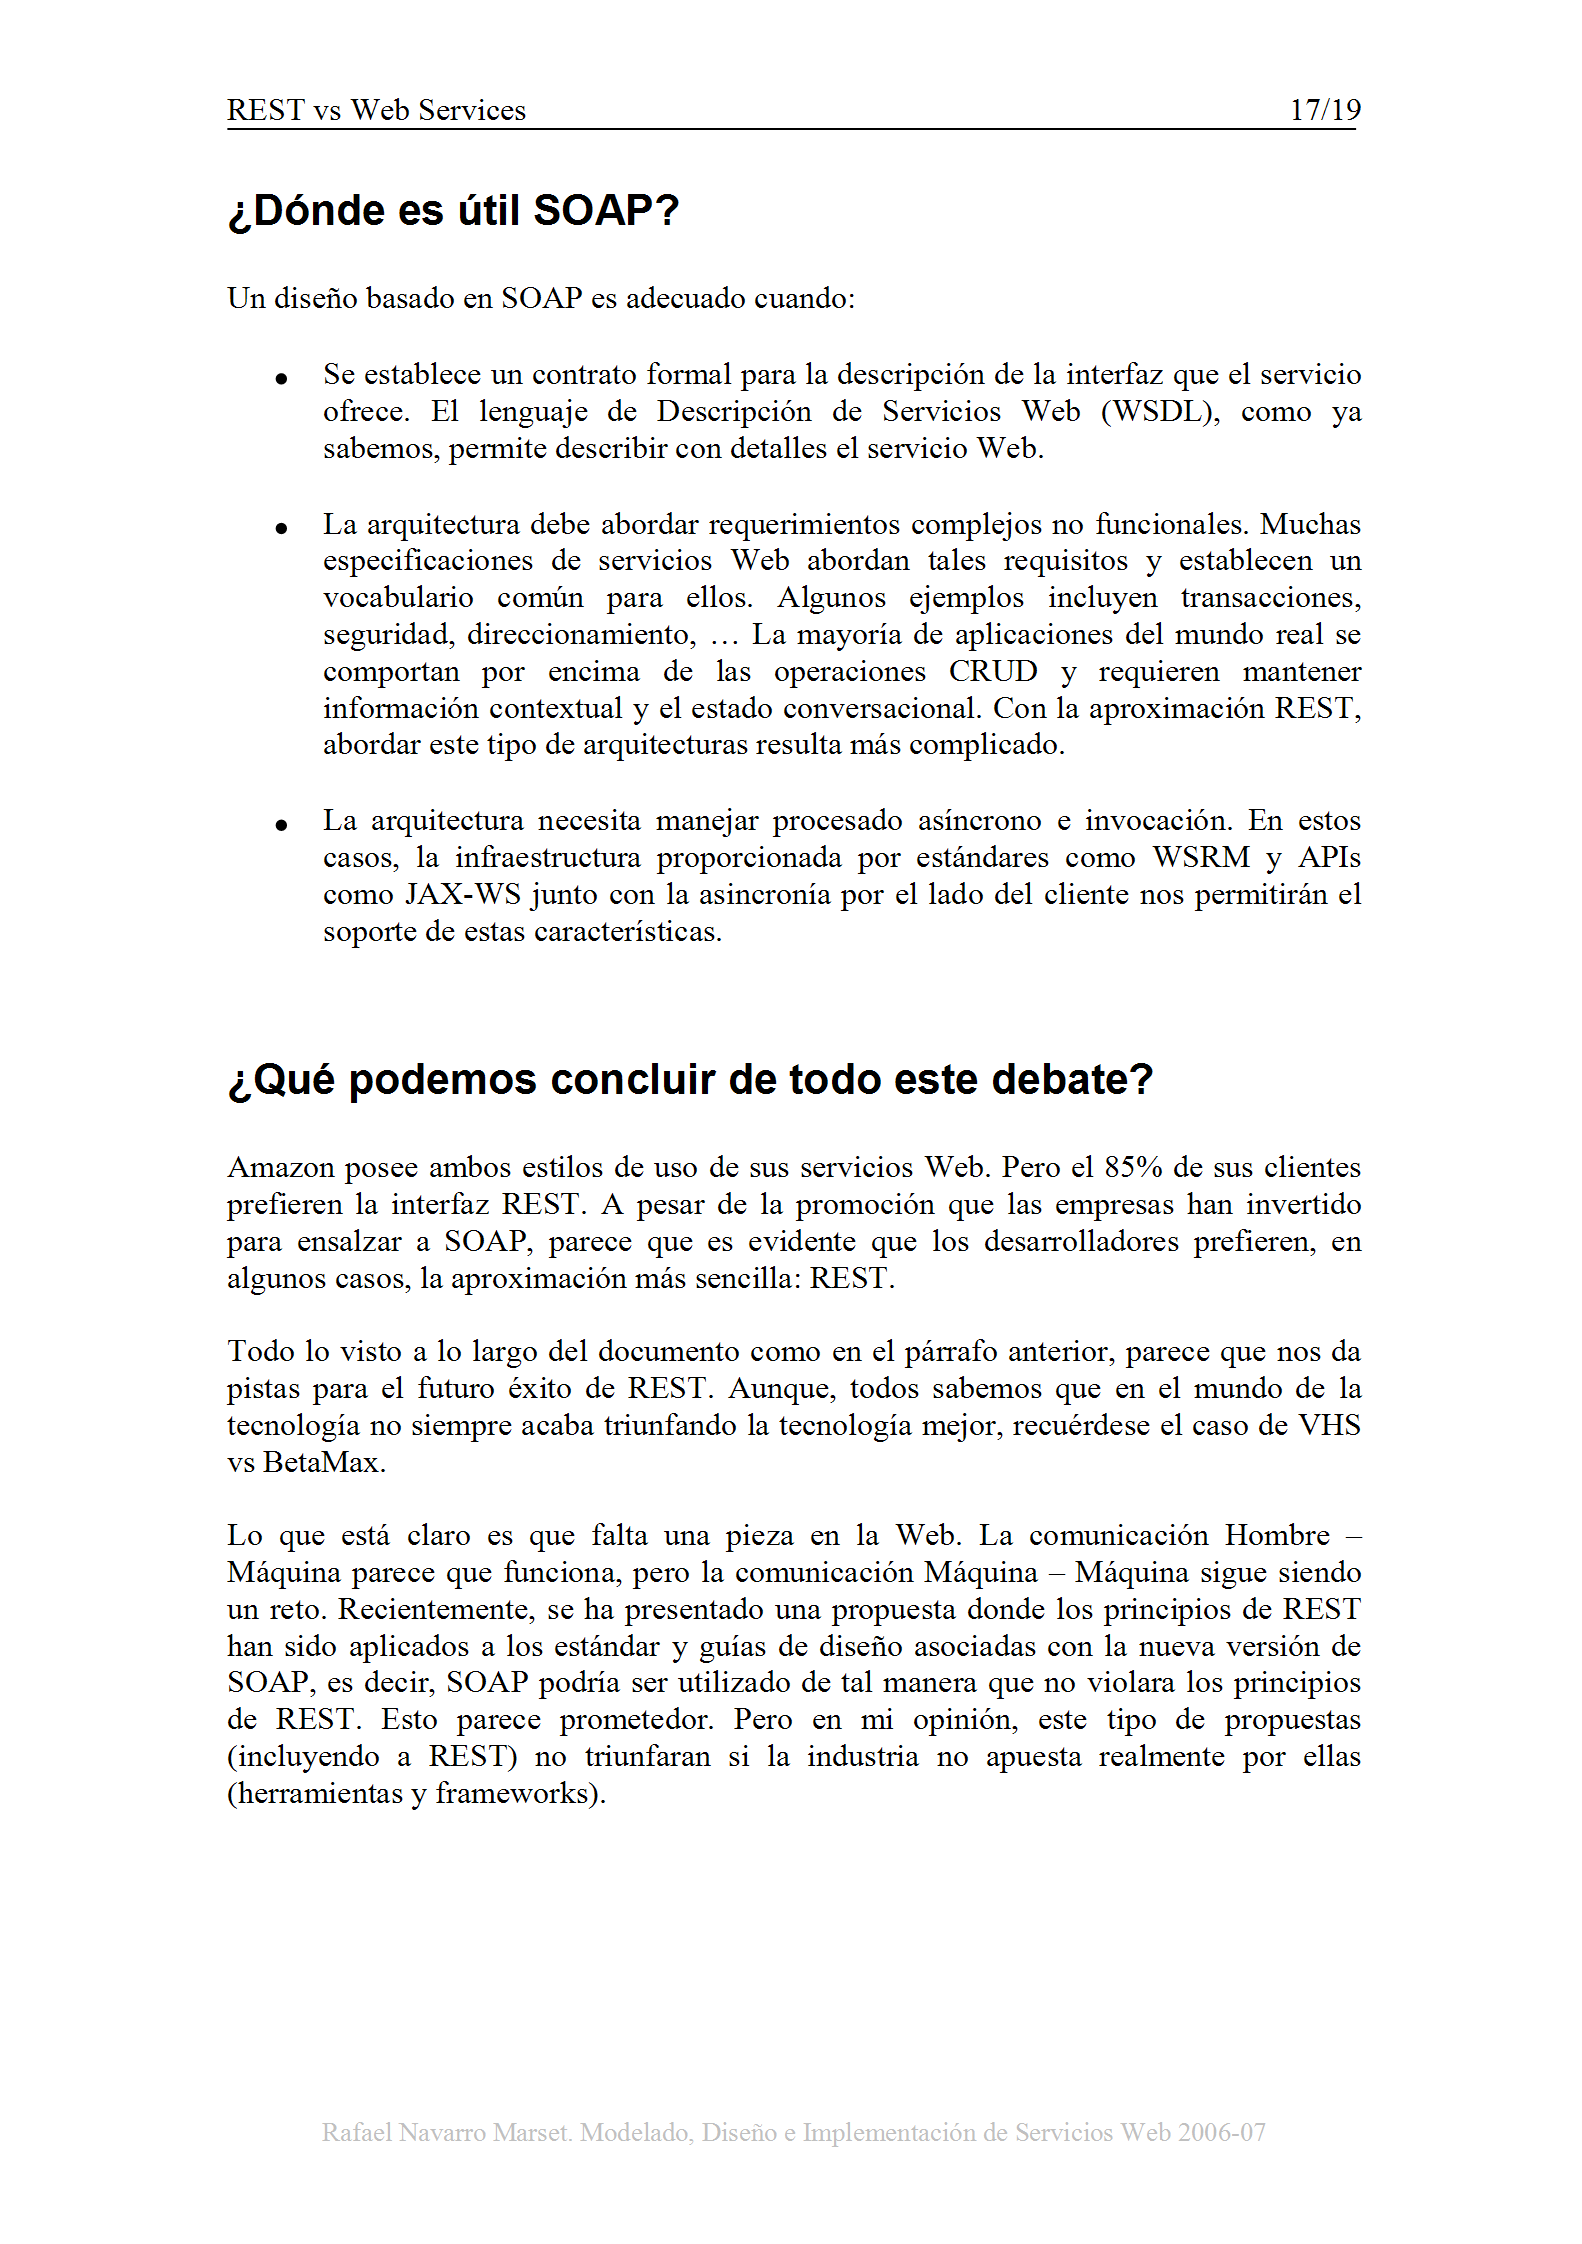 REST vs Web Services 17/19
¿Dónde es útil SOAP?
Un diseño basado en SOAP es adecuado cuando:
● Se establece un contrato formal para la descripción de la interfaz que el servicio
ofrece. El lenguaje de Descripción de Servicios Web (WSDL), como ya
sabemos, permite describir con detalles el servicio Web.
● La arquitectura debe abordar requerimientos complejos no funcionales. Muchas
especificaciones de servicios Web abordan tales requisitos y establecen un
vocabulario común para ellos. Algunos ejemplos incluyen transacciones,
seguridad, direccionamiento, … La mayoría de aplicaciones del mundo real se
comportan por encima de las operaciones CRUD y requieren mantener
información contextual y el estado conversacional. Con la aproximación REST,
abordar este tipo de arquitecturas resulta más complicado.
● La arquitectura necesita manejar procesado asíncrono e invocación. En estos
casos, la infraestructura proporcionada por estándares como WSRM y APIs
como JAX-WS junto con la asincronía por el lado del cliente nos permitirán el
soporte de estas características.
¿Qué podemos concluir de todo este debate?
Amazon posee ambos estilos de uso de sus servicios Web. Pero el 85% de sus clientes
prefieren la interfaz REST. A pesar de la promoción que las empresas han invertido
para ensalzar a SOAP, parece que es evidente que los desarrolladores prefieren, en
algunos casos, la aproximación más sencilla: REST.
Todo lo visto a lo largo del documento como en el párrafo anterior, parece que nos da
pistas para el futuro éxito de REST. Aunque, todos sabemos que en el mundo de la
tecnología no siempre acaba triunfando la tecnología mejor, recuérdese el caso de VHS
vs BetaMax.
Lo que está claro es que falta una pieza en la Web. La comunicación Hombre –
Máquina parece que funciona, pero la comunicación Máquina – Máquina sigue siendo
un reto. Recientemente, se ha presentado una propuesta donde los principios de REST
han sido aplicados a los estándar y guías de diseño asociadas con la nueva versión de
SOAP, es decir, SOAP podría ser utilizado de tal manera que no violara los principios
de REST. Esto parece prometedor. Pero en mi opinión, este tipo de propuestas
(incluyendo a REST) no triunfaran si la industria no apuesta realmente por ellas
(herramientas y frameworks).
Rafael Navarro Marset. Modelado, Diseño e Implementación de Servicios Web 2006-07